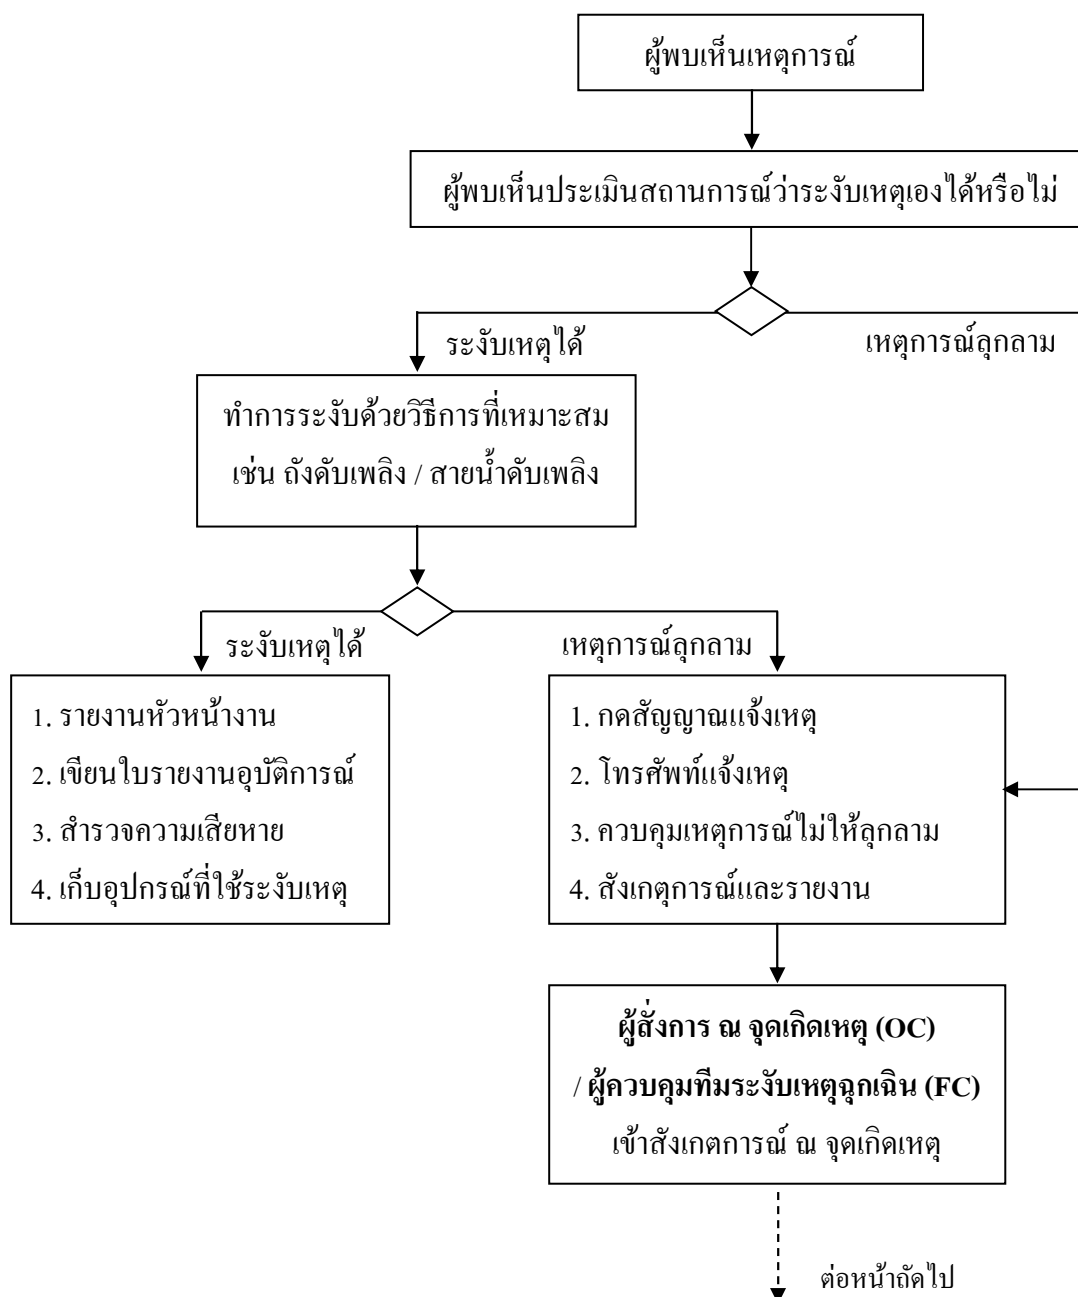 ผู้พบเห็นเหตุการณ์
ผู้พบเห็นประเมินสถานการณ์ว่าระงับเหตุเองได้หรือไม่
ระงับเหตุได้
เหตุการณ์ลุกลาม
ทำการระงับด้วยวิธีการที่เหมาะสม
เช่น ถังดับเพลิง / สายน้ำดับเพลิง
ระงับเหตุได้
เหตุการณ์ลุกลาม
1. รายงานหัวหน้างาน
2. เขียนใบรายงานอุบัติการณ์
3. สำรวจความเสียหาย
4. เก็บอุปกรณ์ที่ใช้ระงับเหตุ
1. กดสัญญาณแจ้งเหตุ
2. โทรศัพท์แจ้งเหตุ
3. ควบคุมเหตุการณ์ไม่ให้ลุกลาม
4. สังเกตุการณ์และรายงาน
ผู้สั่งการ ณ จุดเกิดเหตุ (OC)
/ ผู้ควบคุมทีมระงับเหตุฉุกเฉิน (FC)
เข้าสังเกตการณ์ ณ จุดเกิดเหตุ
ต่อหน้าถัดไป